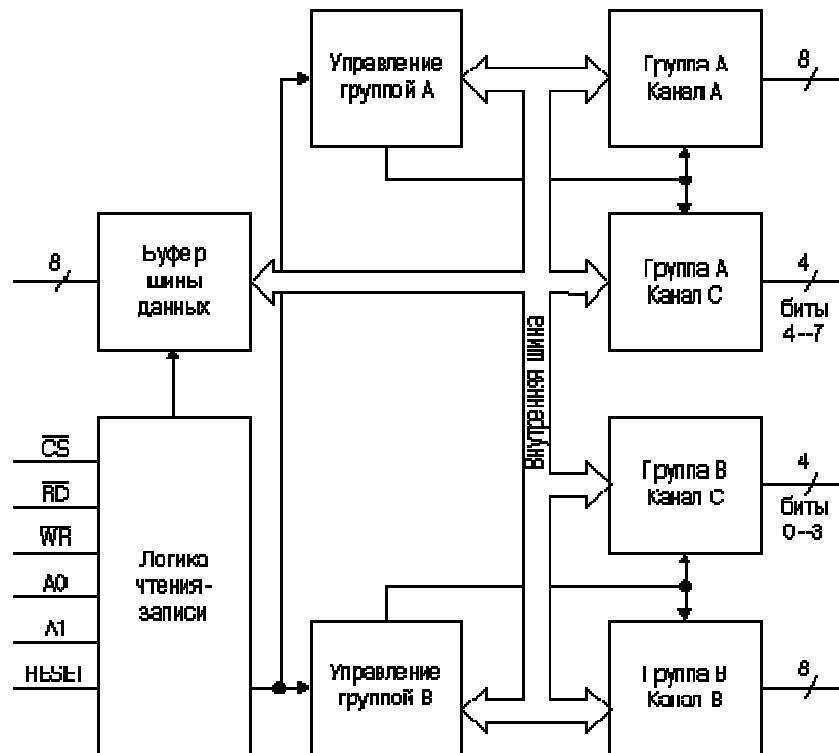 Управление
группой А
Группа А
Канал А
8
8
Буфер
шины
данных
Группа А
Канал С
4
биты
4--7
Внутренняя шина
CS
RD
WR
A0
A1
RESET
Логика
чтения-
записи
Группа В
Канал С
4
биты
0--3
Управление
группой В
Группа В
Канал В
8